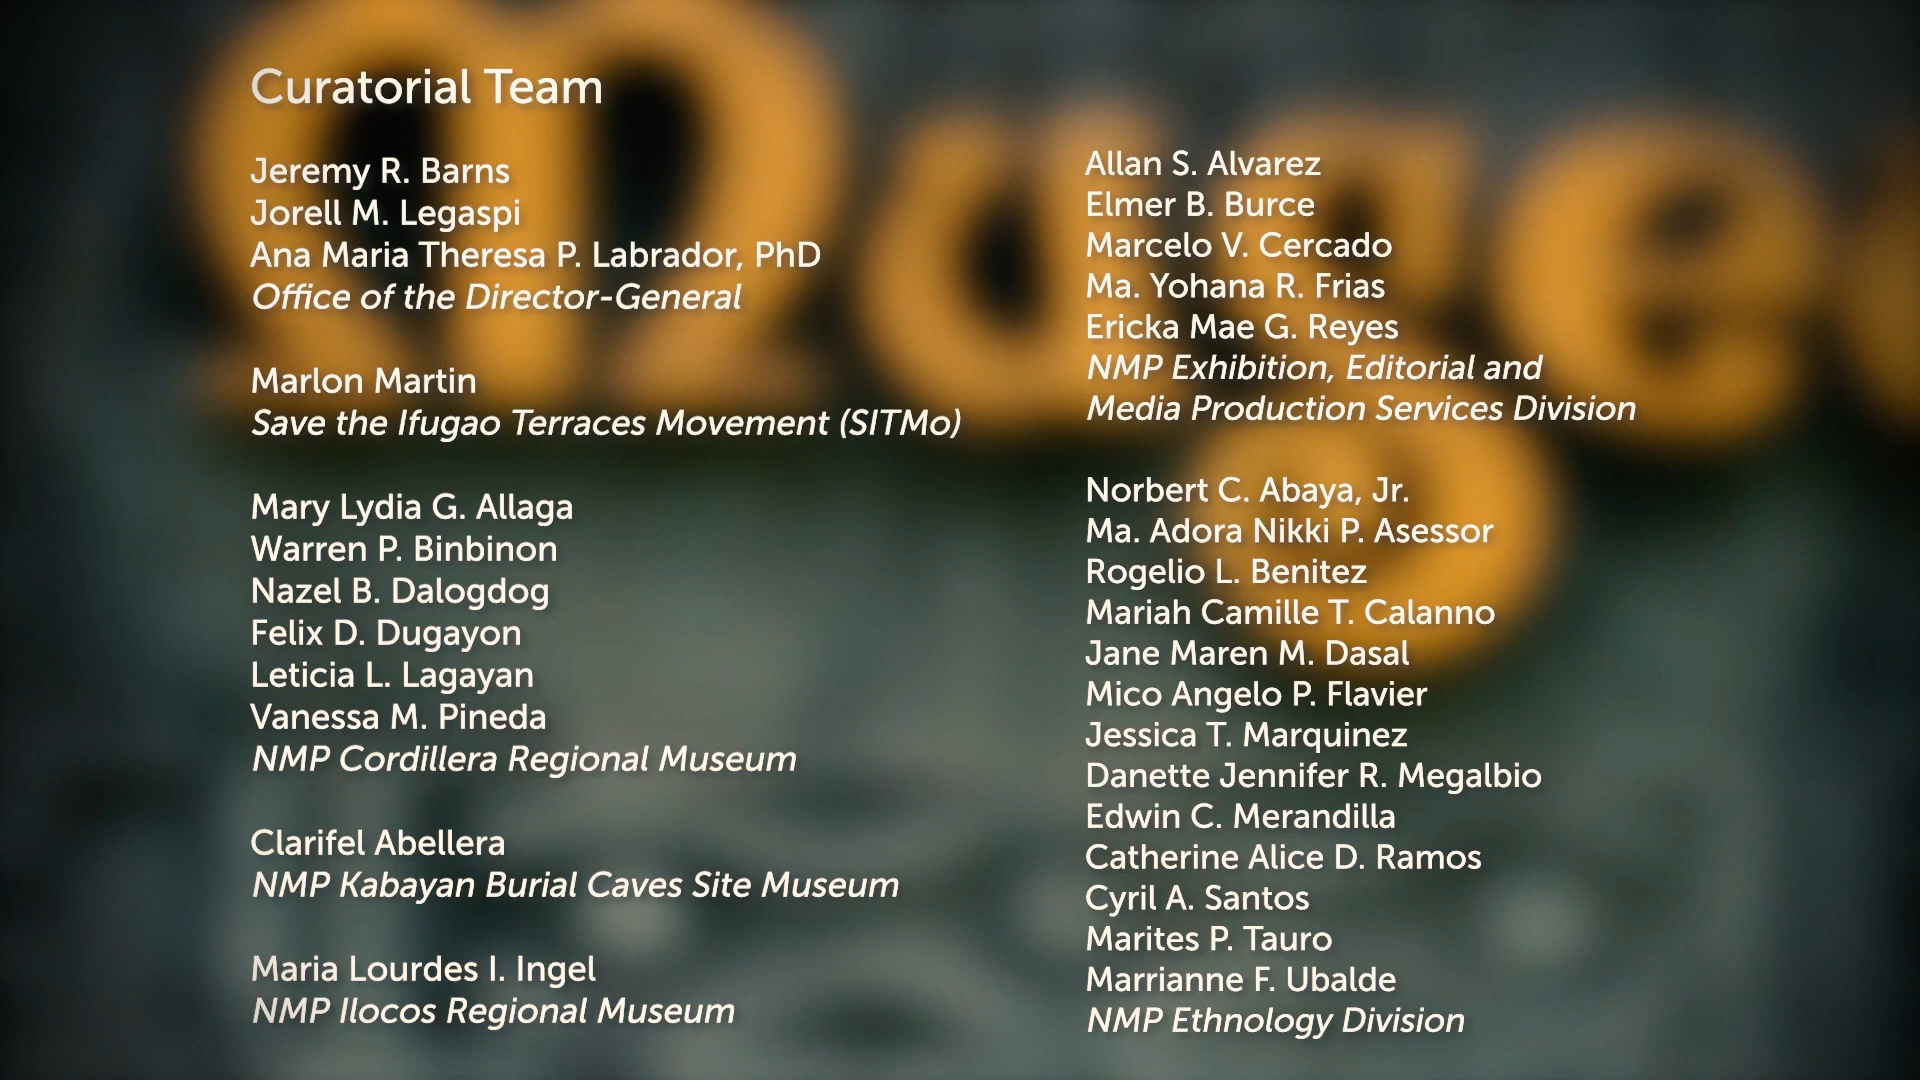 Curatorial Team
Jeremy R. Barns
Jorell M. Legaspi
Ana Maria Theresa P. Labrador, PhD
Office of the Director-General
Marlon Martin
Save the Ifugao Terraces Movement (SITMo)
Mary Lydia G. Allaga
Warren P. Binbinon
Nazel B. Dalogdog
Felix D. Dugayon
Leticia L. Lagayan
Vanessa M. Pineda
NMP Cordillera Regional Museum
Clarifel Abellera
NMP Kabayan Burial Caves Site Museum
Maria Lourdes I. Ingel
NMP Ilocos Regional Museum
Allan S. Alvarez
Elmer B. Burce
Marcelo V. Cercado
Ma. Yohana R. Frias
Ericka Mae G. Reyes
NMP Exhibition, Editorial and
Media Production Services Division
Norbert C. Abaya, Jr.
Ma. Adora Nikki P. Asessor
Rogelio L. Benitez
Mariah Camille T. Calanno
Jane Maren M. Dasal
Mico Angelo P. Flavier
Jessica T. Marquinez
Danette Jennifer R. Megalbio
Edwin C. Merandilla
Catherine Alice D. Ramos
Cyril A. Santos
Marites P. Tauro
Marrianne F. Ubalde
NMP Ethnology Division